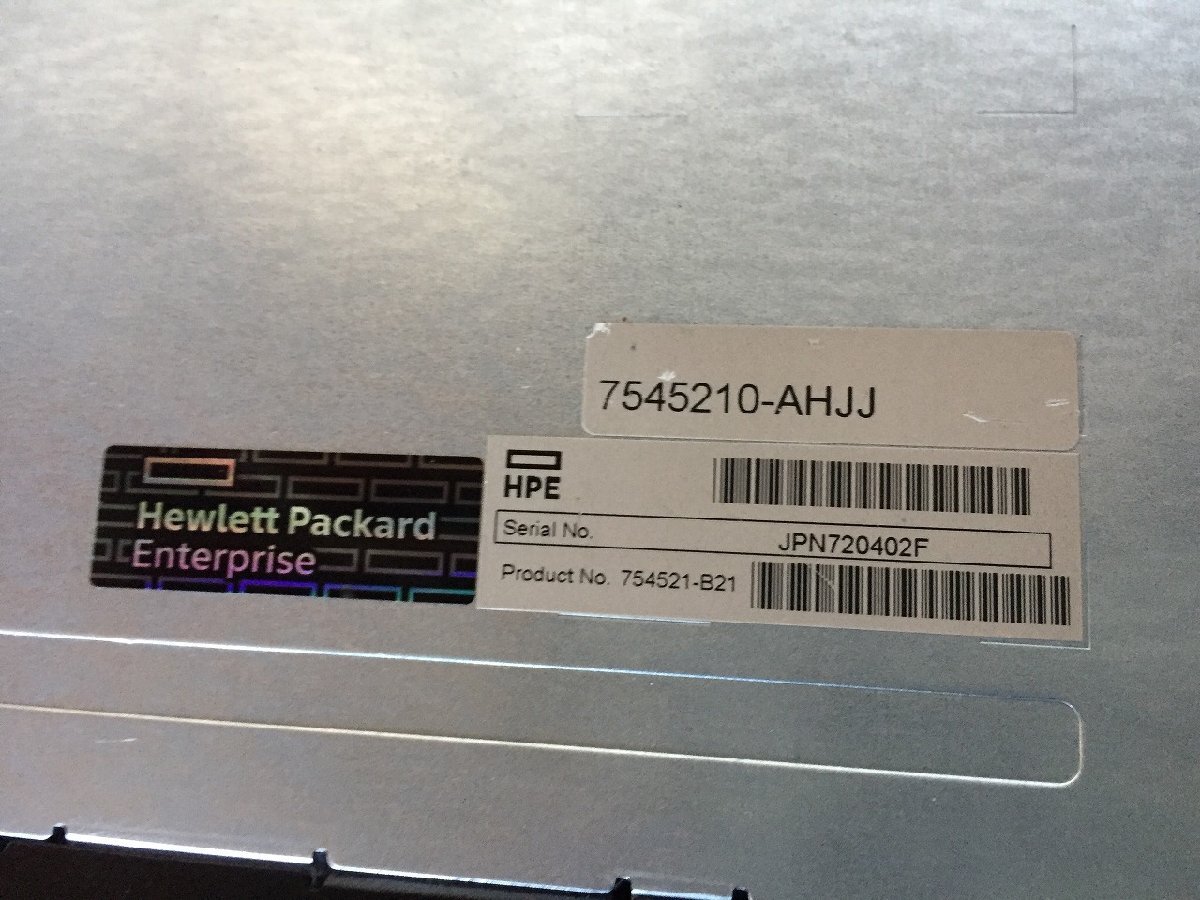 7545210-AHJJ
Hewlett Packard
Enterprise
HPE
Serial No. JPN720402F
Product No. 754521-B21